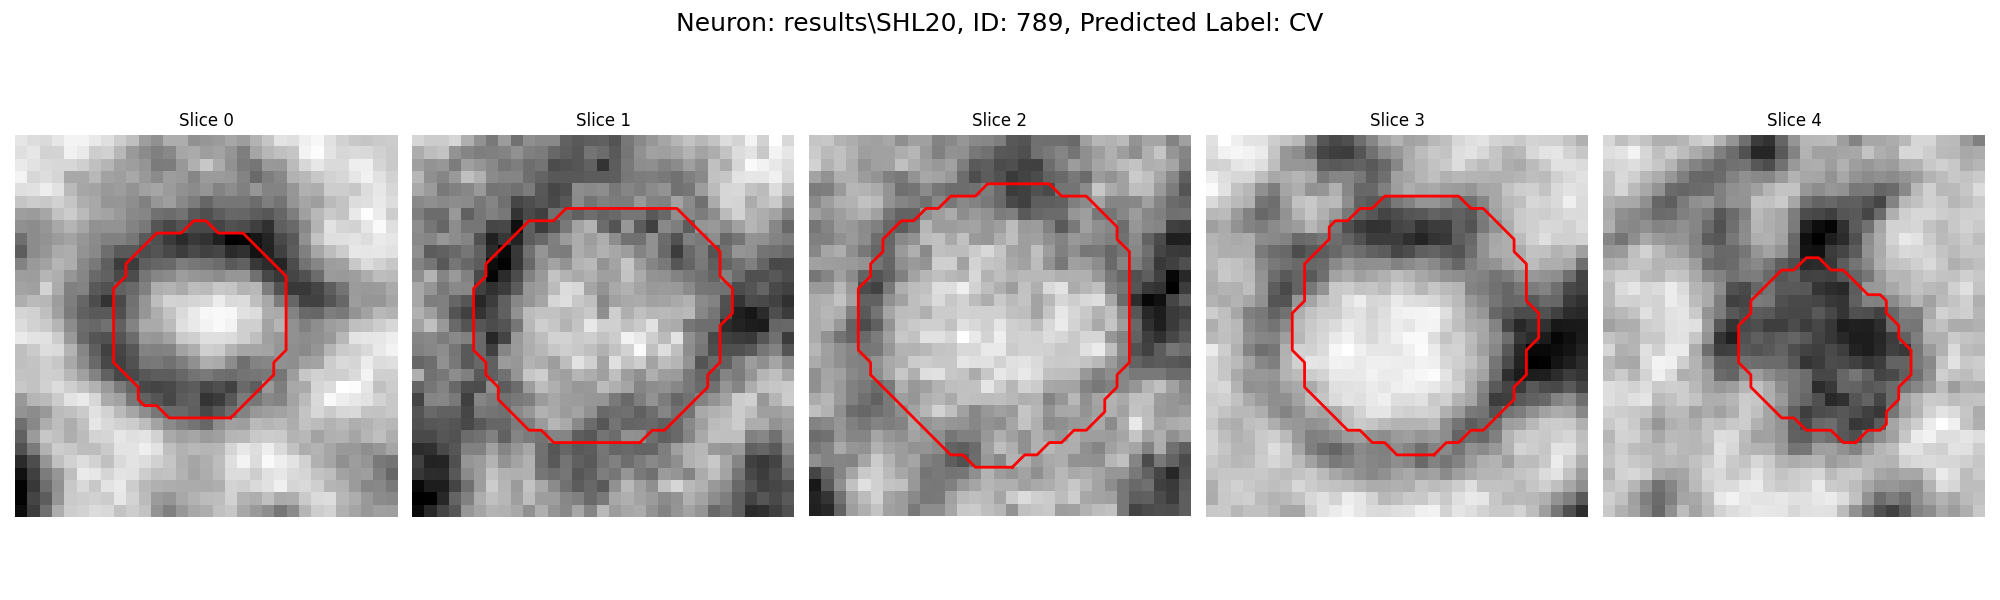 Neuron: results\SHL20, ID: 789, Predicted Label: CV
Slice 0
Slice 1
Slice 2
Slice 3
Slice 4